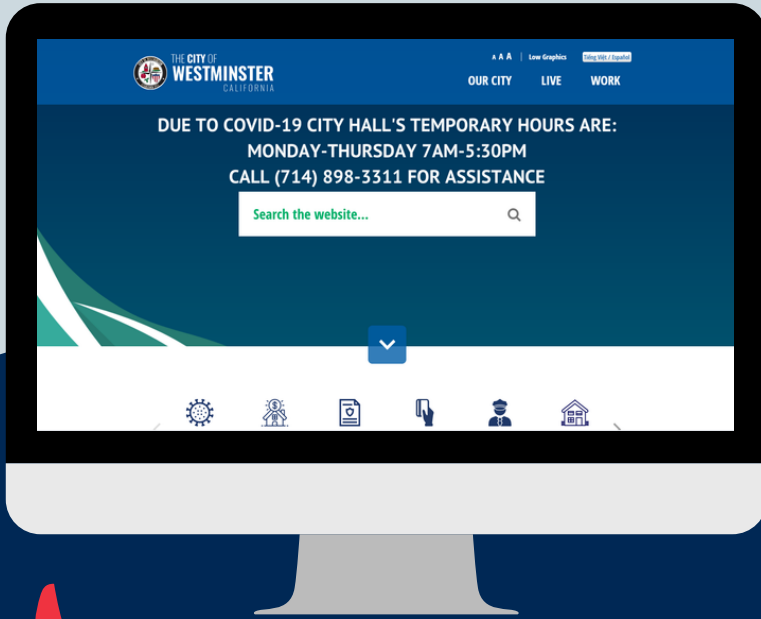 THE CITY OF
WESTMINSTER
CALIFORNIA
A A A | Low Graphics
Tiếng Việt / Español
OUR CITY LIVE WORK
DUE TO COVID-19 CITY HALL'S TEMPORARY HOURS ARE:
MONDAY-THURSDAY 7AM-5:30PM
CALL (714) 898-3311 FOR ASSISTANCE
Search the website...